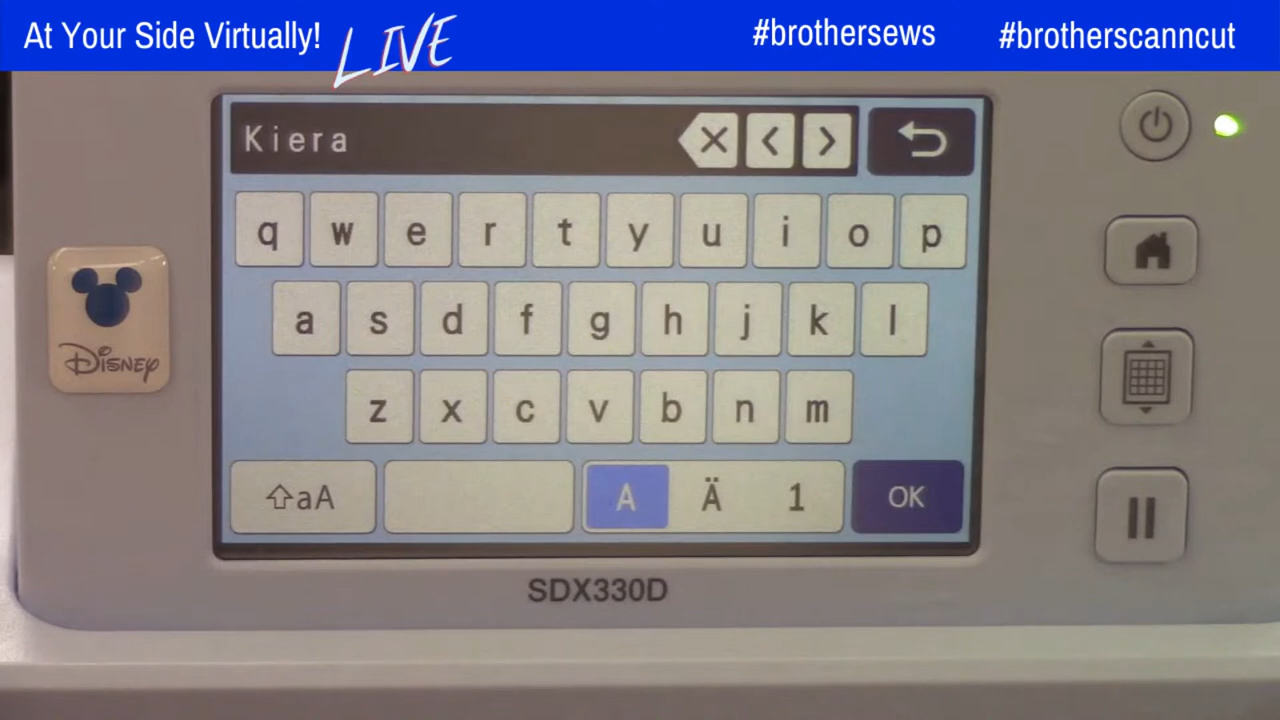 At Your Side Virtually! LIVE #brothersews #brotherscanncut
Kiera
q w e r t y u i o p
a s d f g h j k l
z x c v b n m
aA A Ä 1 OK
Disney
SDX330D